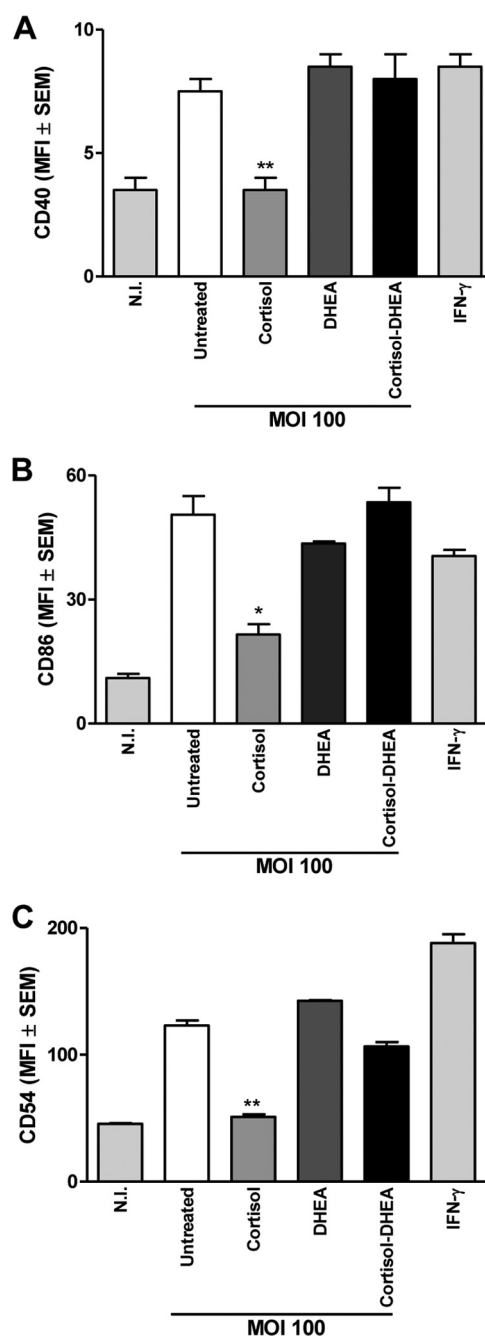 A
CD40 (MFI ± SEM)
10
5
0
**
N.I.
Untreated
Cortisol
DHEA
Cortisol-DHEA
IFN-γ
MOI 100
B
CD86 (MFI ± SEM)
60
30
0
*
N.I.
Untreated
Cortisol
DHEA
Cortisol-DHEA
IFN-γ
MOI 100
C
CD54 (MFI ± SEM)
200
100
0
**
N.I.
Untreated
Cortisol
DHEA
Cortisol-DHEA
IFN-γ
MOI 100